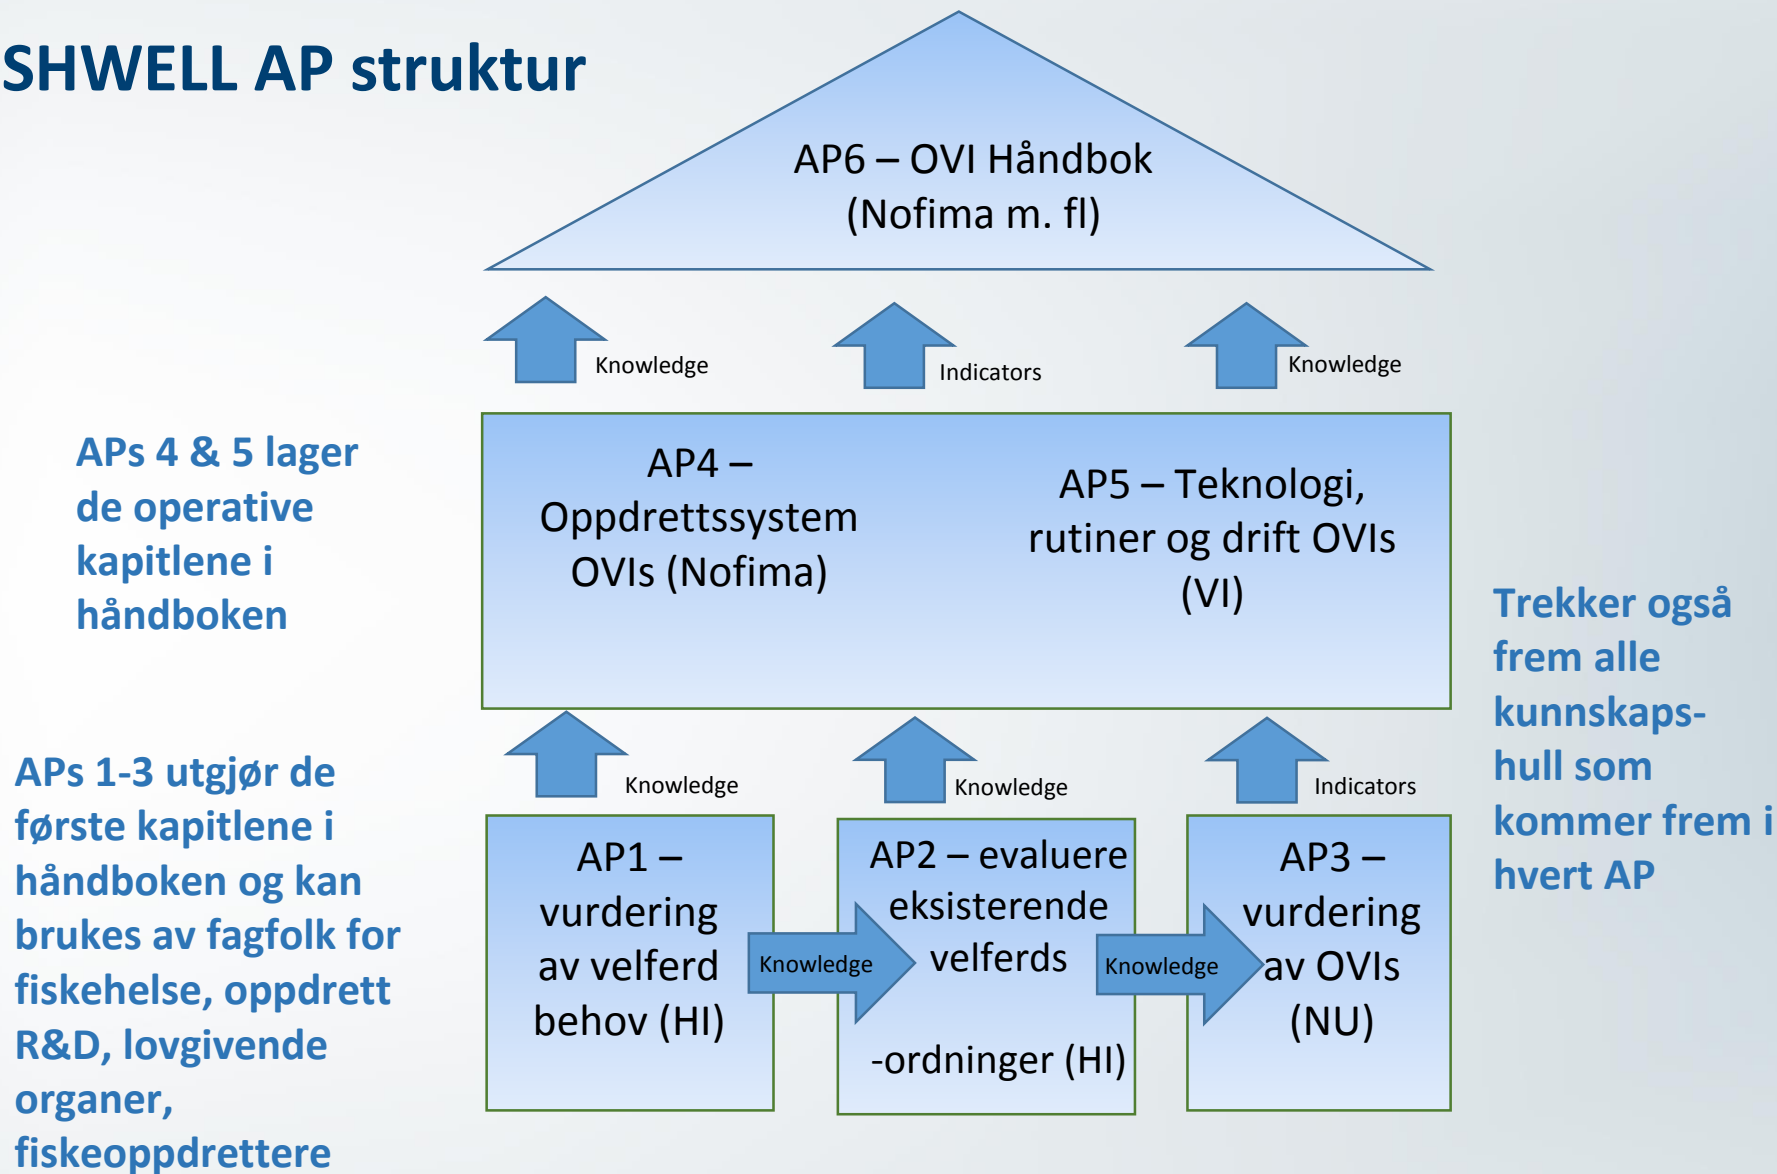 SHWELL AP struktur
AP6 – OVI Håndbok
(Nofima m. fl)
Knowledge
Indicators
Knowledge
APs 4 & 5 lager
de operative
kapitlene i
håndboken
AP4 –
Oppdrettssystem
OVIs (Nofima)
AP5 – Teknologi,
rutiner og drift OVIs
(VI)
Trekker også
frem alle
kunnskaps-
hull som
kommer frem i
hvert AP
Knowledge
Knowledge
Indicators
APs 1-3 utgjør de
første kapitlene i
håndboken og kan
brukes av fagfolk for
fiskehelse, oppdrett
R&D, lovgivende
organer,
fiskeoppdrettere
AP1 –
vurdering
av velferd
behov (HI)
Knowledge
AP2 – evaluere
eksisterende
velferds
-ordninger (HI)
Knowledge
AP3 –
vurdering
av OVIs
(NU)